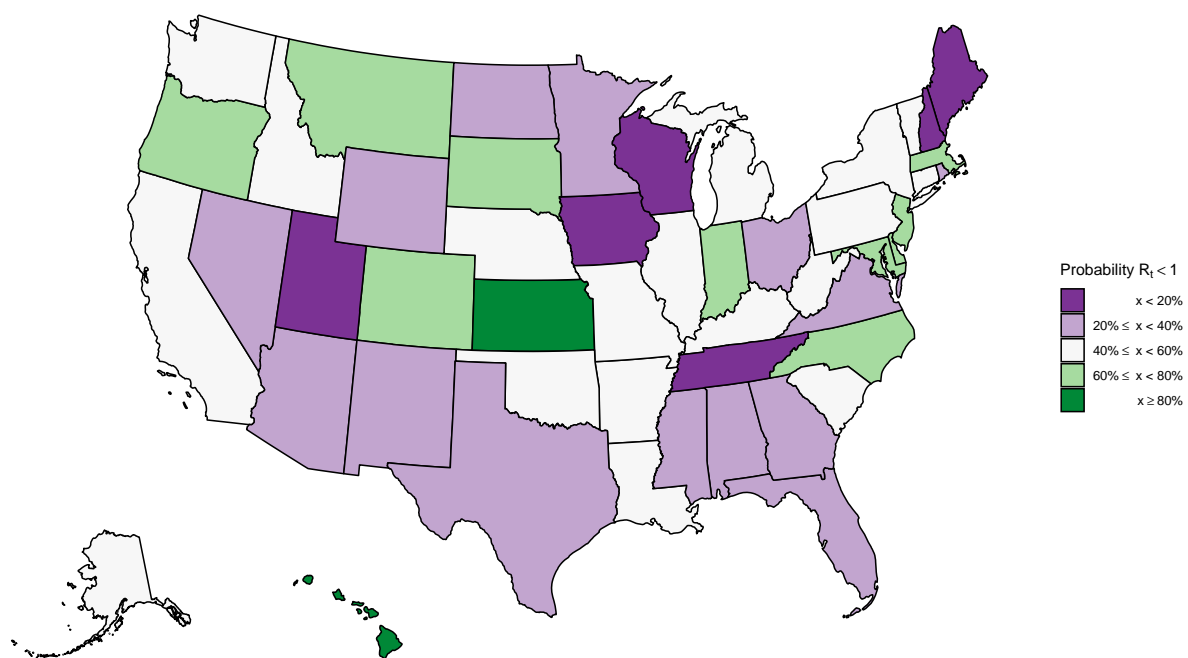 Probability Rt < 1
x < 20%
20% ≤ x < 40%
40% ≤ x < 60%
60% ≤ x < 80%
x ≥ 80%